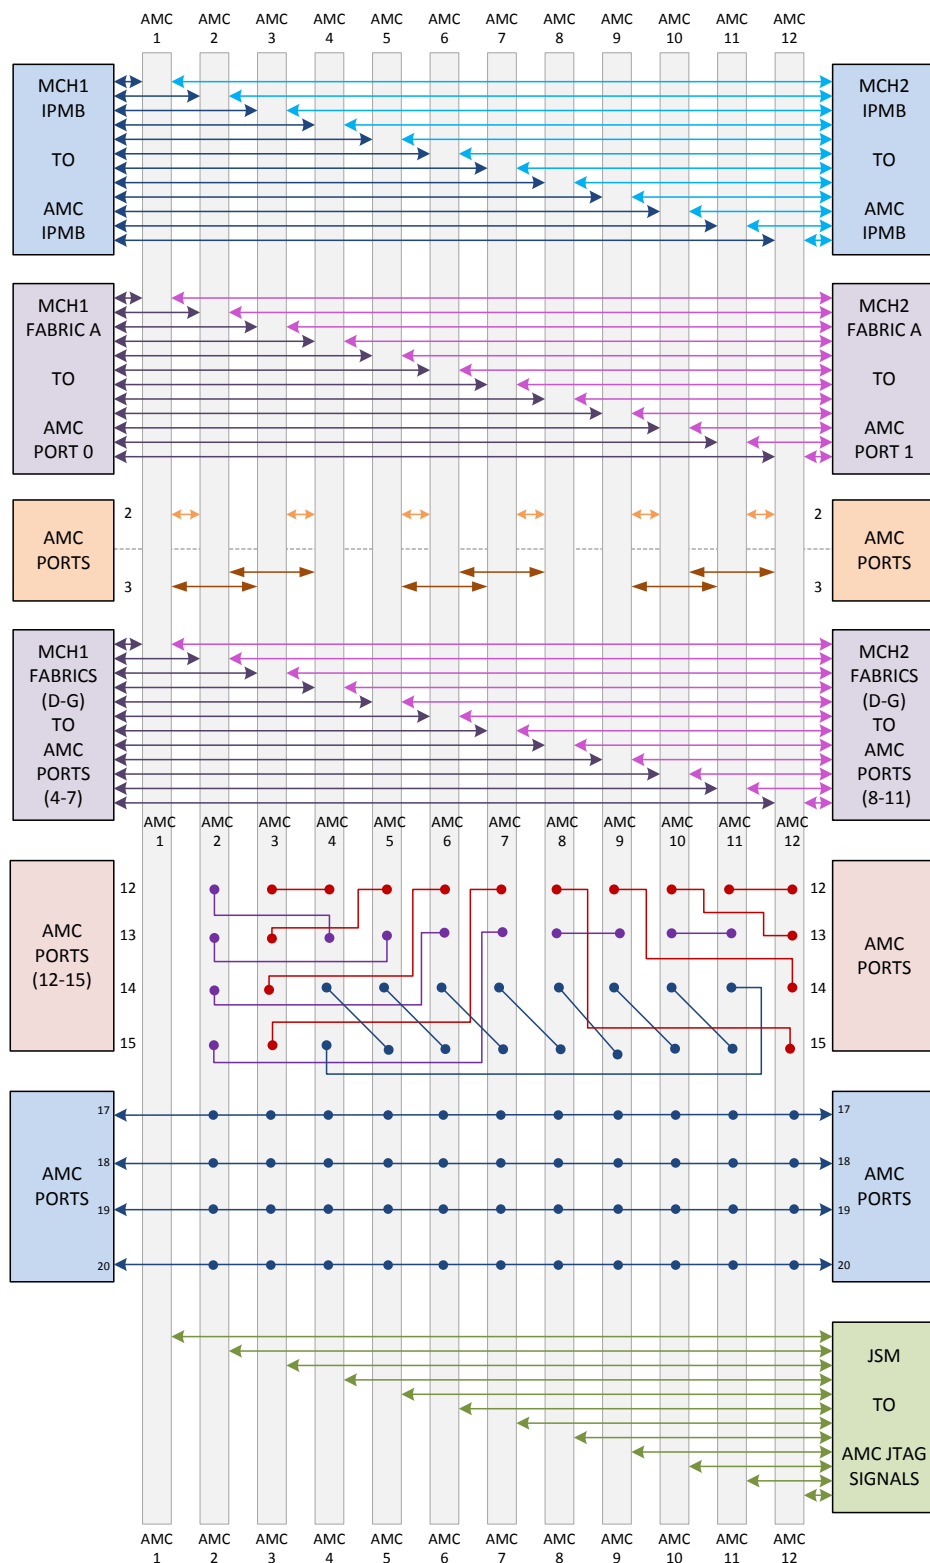 AMC AMC AMC AMC AMC AMC AMC AMC AMC AMC AMC AMC
1 2 3 4 5 6 7 8 9 10 11 12
MCH1
IPMB
TO
AMC
IPMB
MCH2
IPMB
TO
AMC
IPMB
MCH1
FABRIC A
TO
AMC
PORT 0
MCH2
FABRIC A
TO
AMC
PORT 1
AMC
PORTS
2
3
2
3
AMC
PORTS
MCH1
FABRICS
(D-G)
TO
AMC
PORTS
(4-7)
MCH2
FABRICS
(D-G)
TO
AMC
PORTS
(8-11)
AMC AMC AMC AMC AMC AMC AMC AMC AMC AMC AMC AMC
1 2 3 4 5 6 7 8 9 10 11 12
AMC
PORTS
(12-15)
12
13
14
15
12
13
14
15
AMC
PORTS
AMC
PORTS
17
18
19
20
17
18
19
20
AMC
PORTS
JSM
TO
AMC JTAG
SIGNALS
AMC AMC AMC AMC AMC AMC AMC AMC AMC AMC AMC AMC
1 2 3 4 5 6 7 8 9 10 11 12